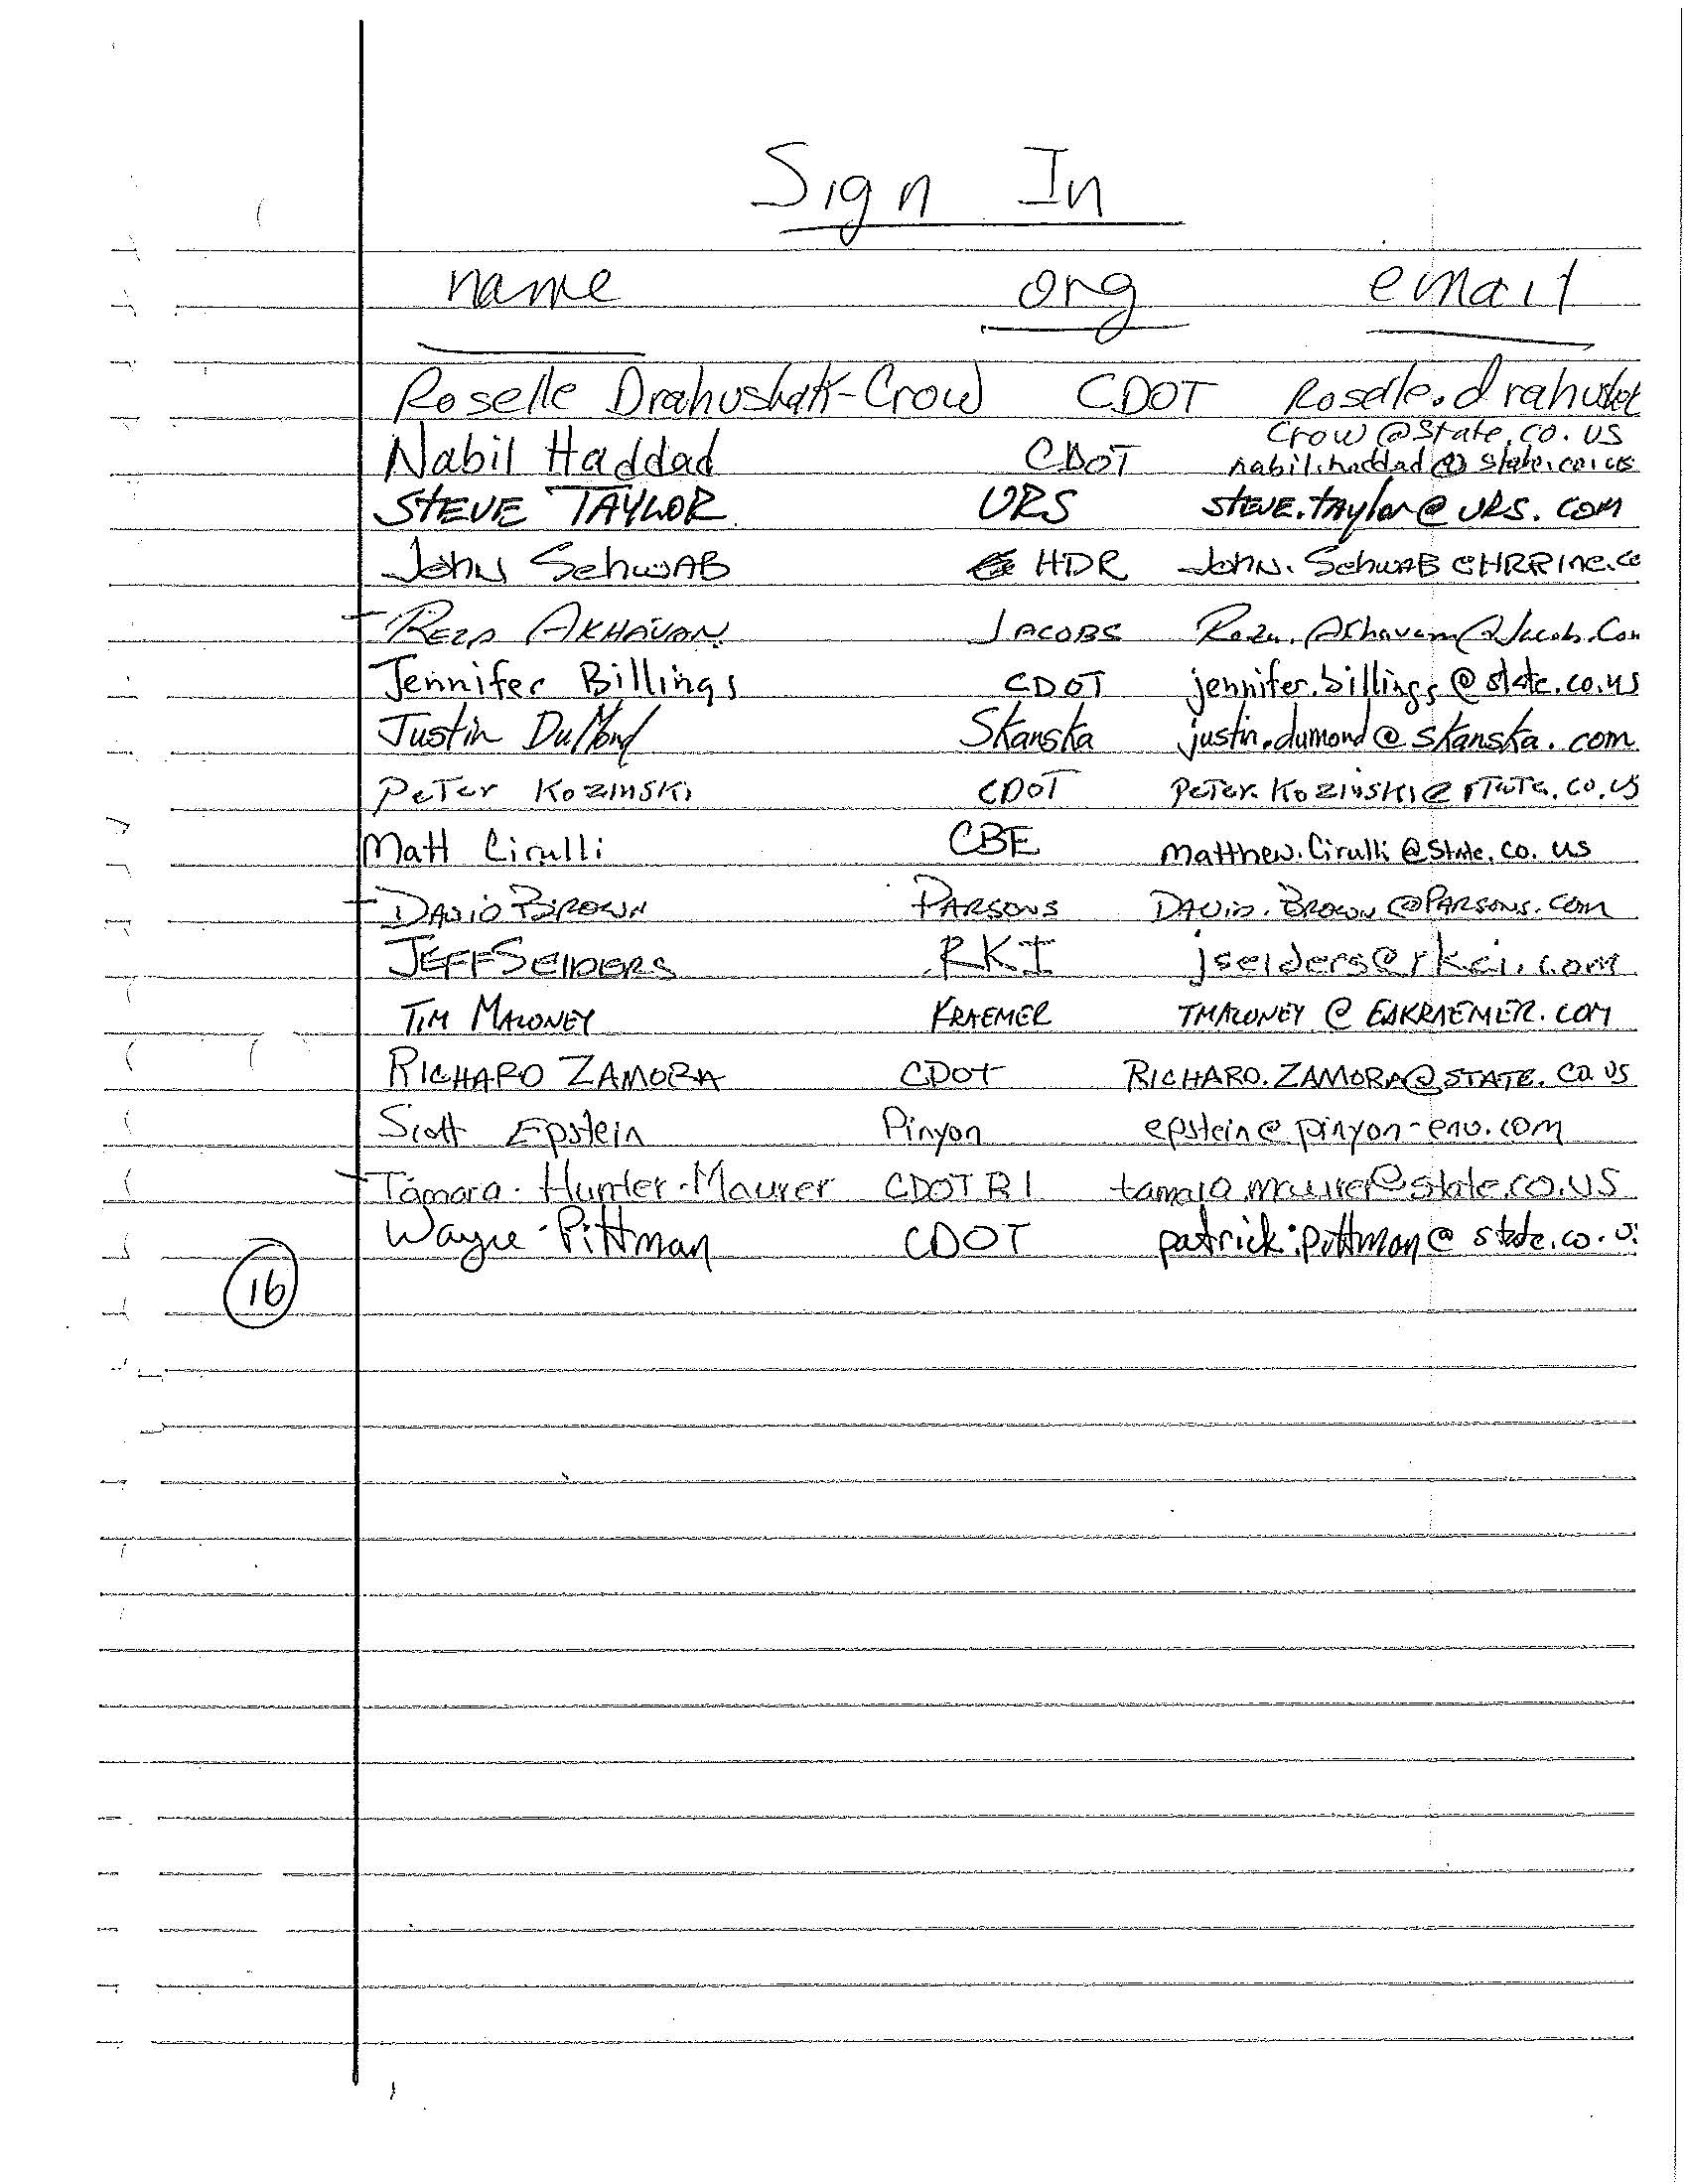 Sign In
name org email
Roselle Drahushak-Crow CDOT Roselle.drahushak
Crow@state.co.us
Nabil Haddad CDOT nabil.haddad@state.co.us
STEVE TAYLOR URS STEVE.taylor@URS.COM
John SchwAB HDR John.SchwAB@HRRInc.co
REZA AKHAVAN JACOBS Reza.Akhavan@Jacobs.Com
Jennifer Billings CDOT jennifer.billings@state.co.us
Justin DuMond Skanska justin.dumond@skanska.com
PeTer KozINSKI CDOT PeTer.KozINSKI@STaTe.co.us
Matt Cirulli CBE Matthew.Cirulli@State.co.us
DAVID BROWN PARSONS DAVID.BROWN@PARSONS.COM
JEFF SEIDERS RKI jseiders@rkci.com
TIM MALONEY KRAEMER TMALONEY@EAKRAEMER.COM
RICHARD ZAMORA CDOT RICHARD.ZAMORA@STATE.CO.US
Scott Epstein Pinyon epstein@pinyon-env.com
Tamara Hunter-Maurer CDOT R1 tamara.maurer@state.co.US
Wayne Pittman CDOT patrick.pittman@state.co.u
16